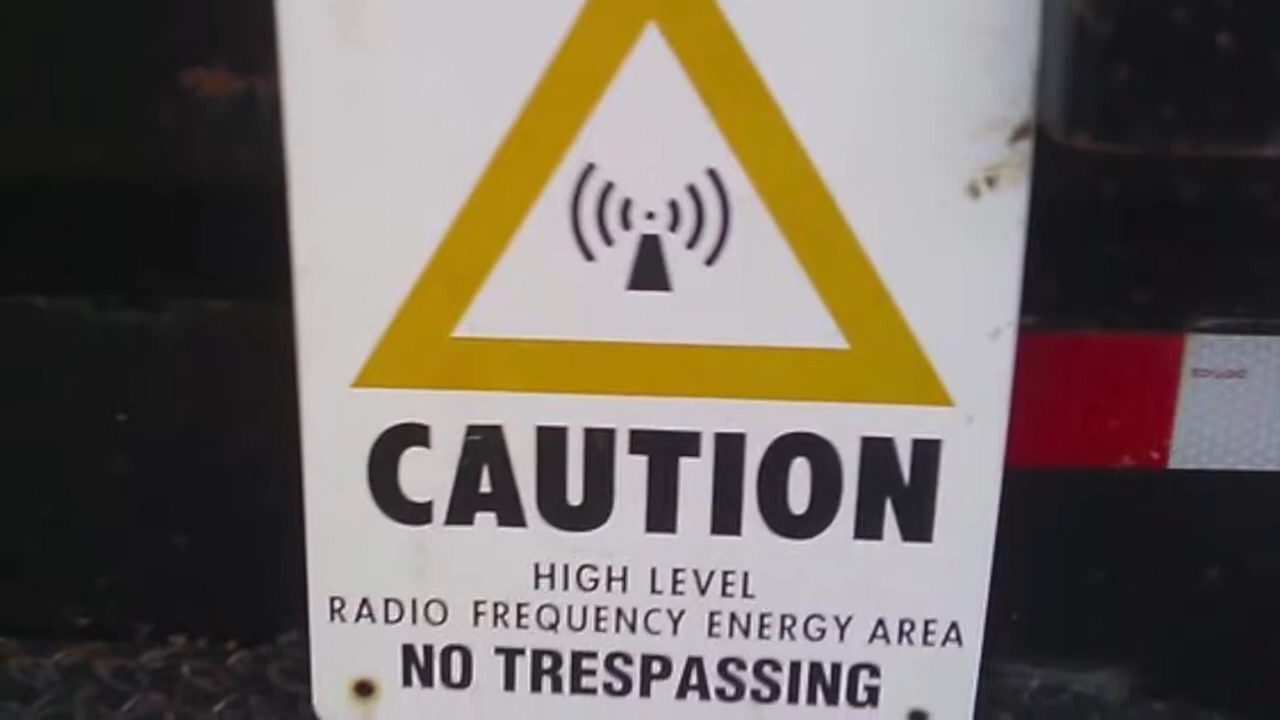 CAUTION
HIGH LEVEL
RADIO FREQUENCY ENERGY AREA
NO TRESPASSING